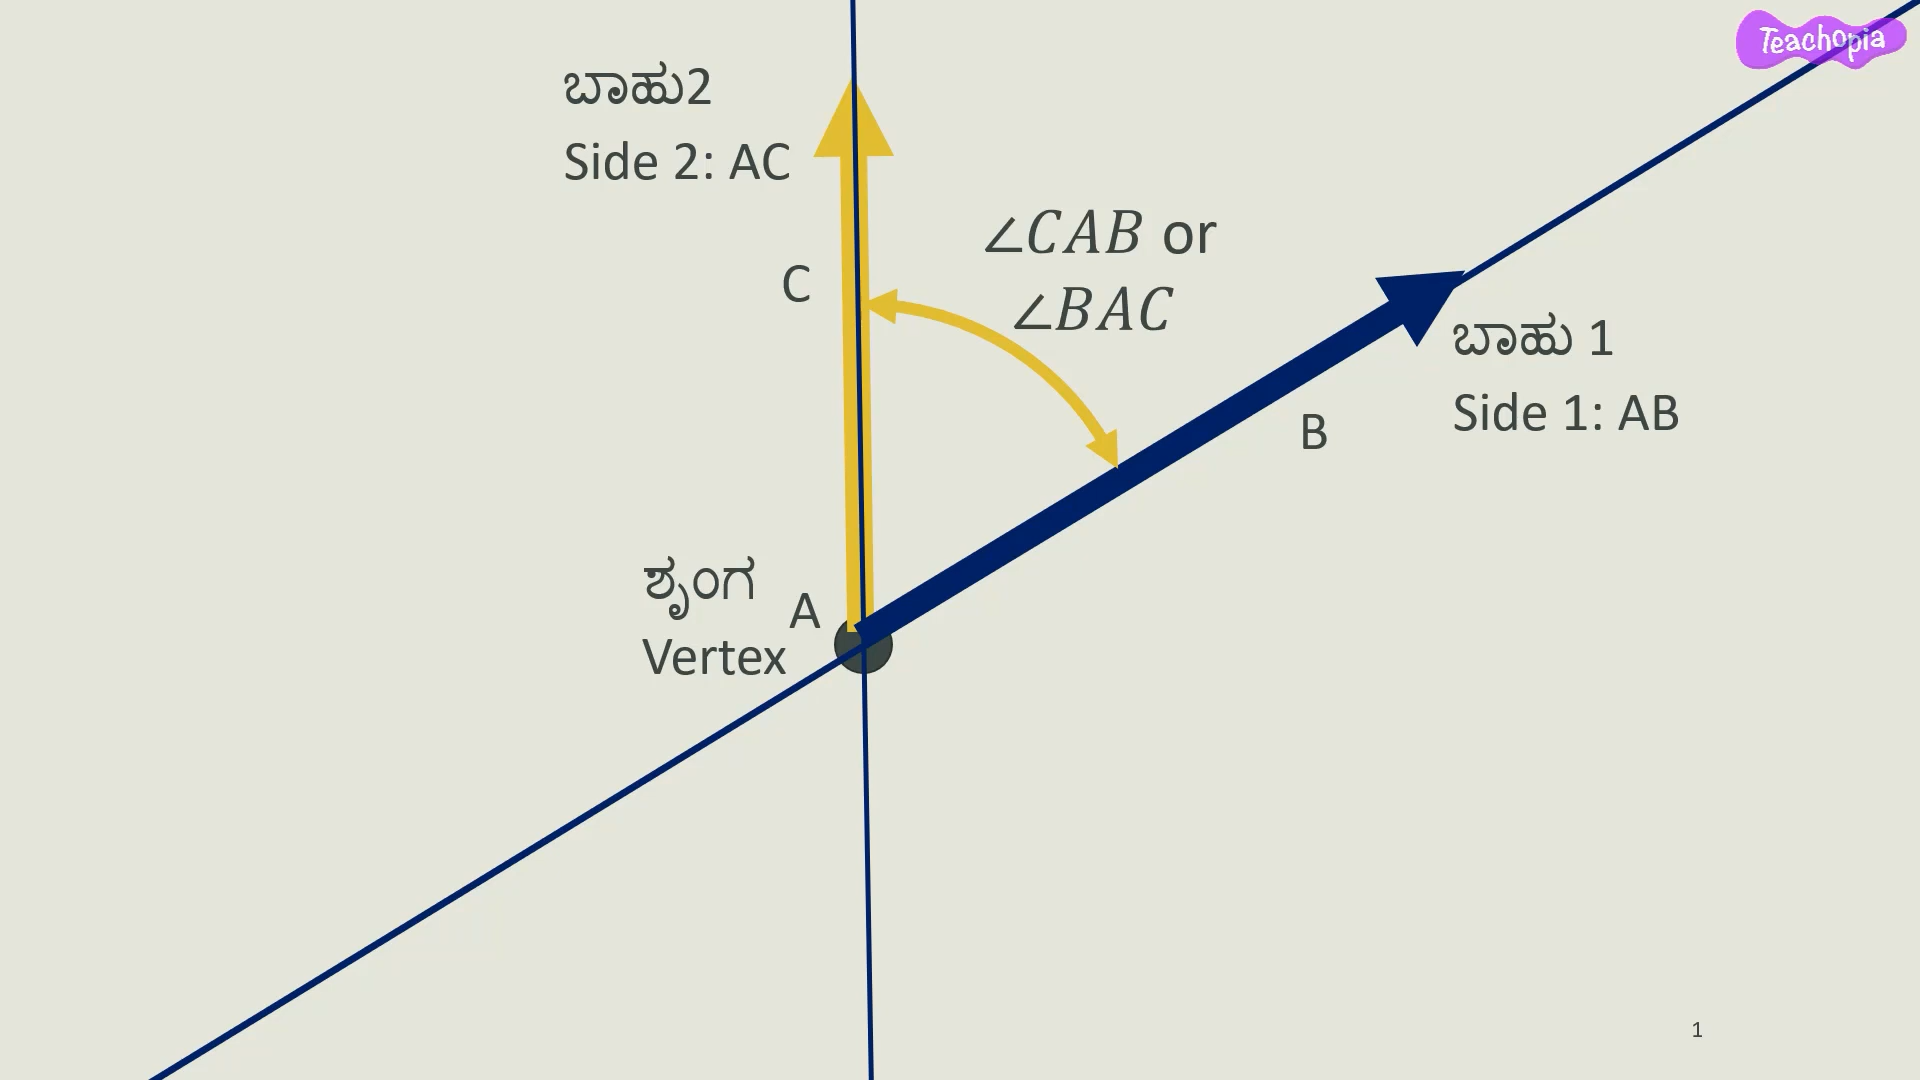 Teachopia
ಬಾಹು2
Side 2: AC
∠CAB or
∠BAC
C
ಬಾಹು 1
Side 1: AB
B
ಶೃಂಗ
A
Vertex
1